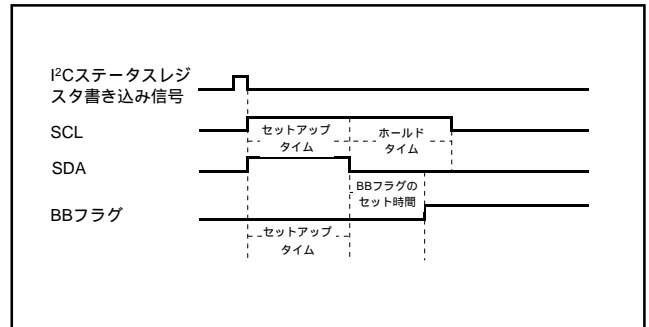 I²Cステータスレジ
スタ書き込み信号
SCL
セットアップ
タイム
ホールド
タイム
SDA
BBフラグの
セット時間
BBフラグ
セットアップ
タイム